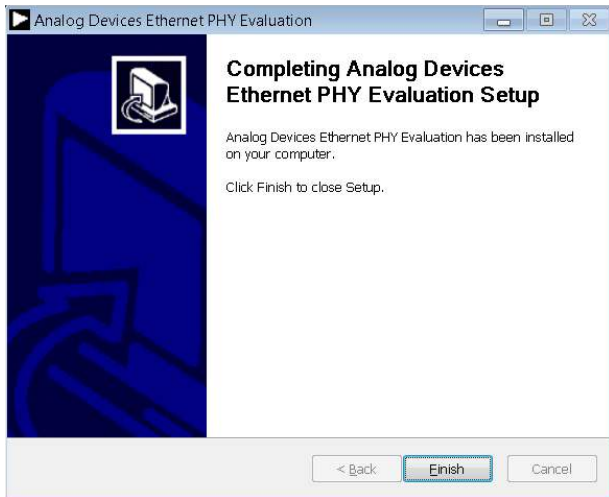 Analog Devices Ethernet PHY Evaluation
Completing Analog Devices
Ethernet PHY Evaluation Setup
Analog Devices Ethernet PHY Evaluation has been installed
on your computer.
Click Finish to close Setup.
< Back
Finish
Cancel